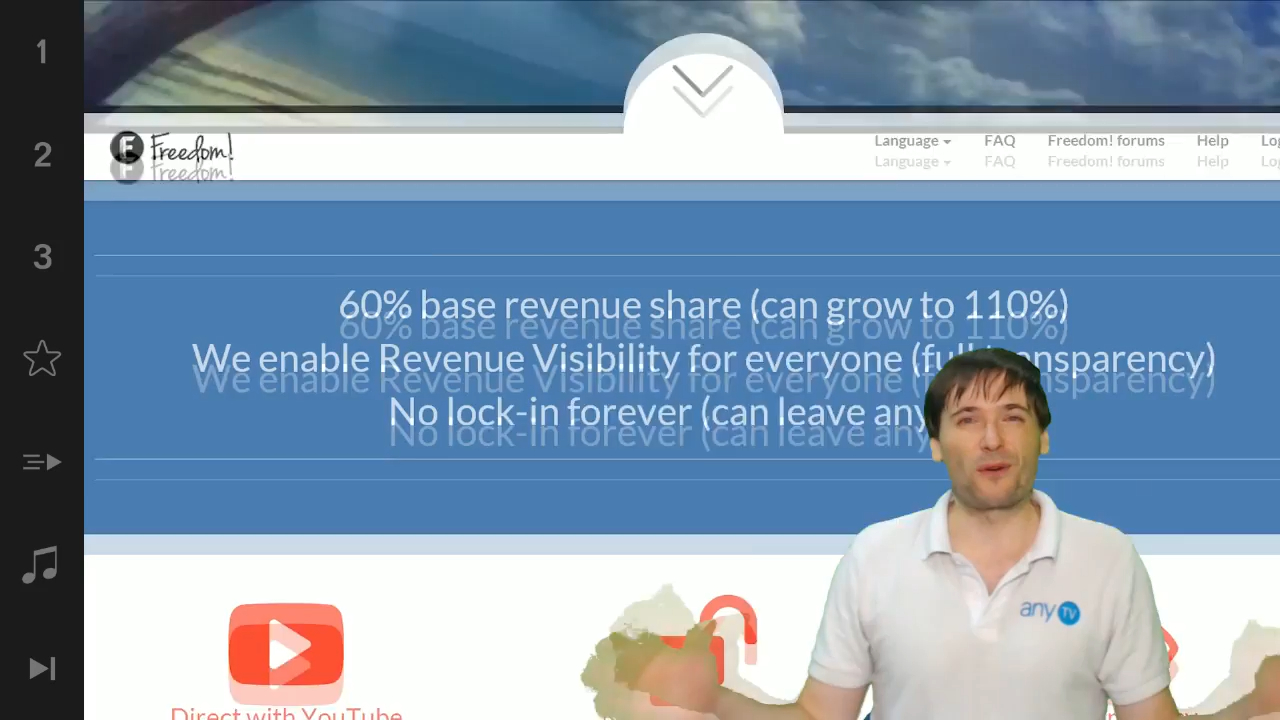 1
2
3
F Freedom!
Language FAQ Freedom! forums Help
60% base revenue share (can grow to 110%)
We enable Revenue Visibility for everyone (full transparency)
No lock-in forever (can leave any
any TV
Direct with YouTube